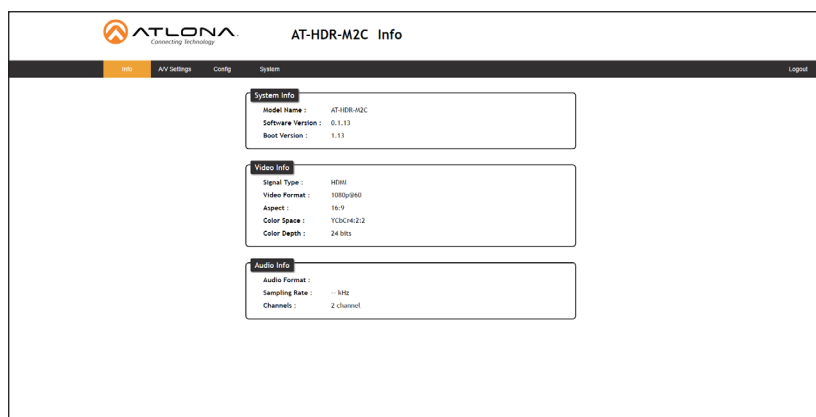 ATLONA.
Connecting Technology
AT-HDR-M2C Info
Info A/V Settings Config System Logout
System Info
Model Name : AT-HDR-M2C
Software Version : 0.1.13
Boot Version : 1.13
Video Info
Signal Type : HDMI
Video Format : 1080p@60
Aspect : 16:9
Color Space : YCbCr4:2:2
Color Depth : 24 bits
Audio Info
Audio Format :
Sampling Rate : -- kHz
Channels : 2 channel